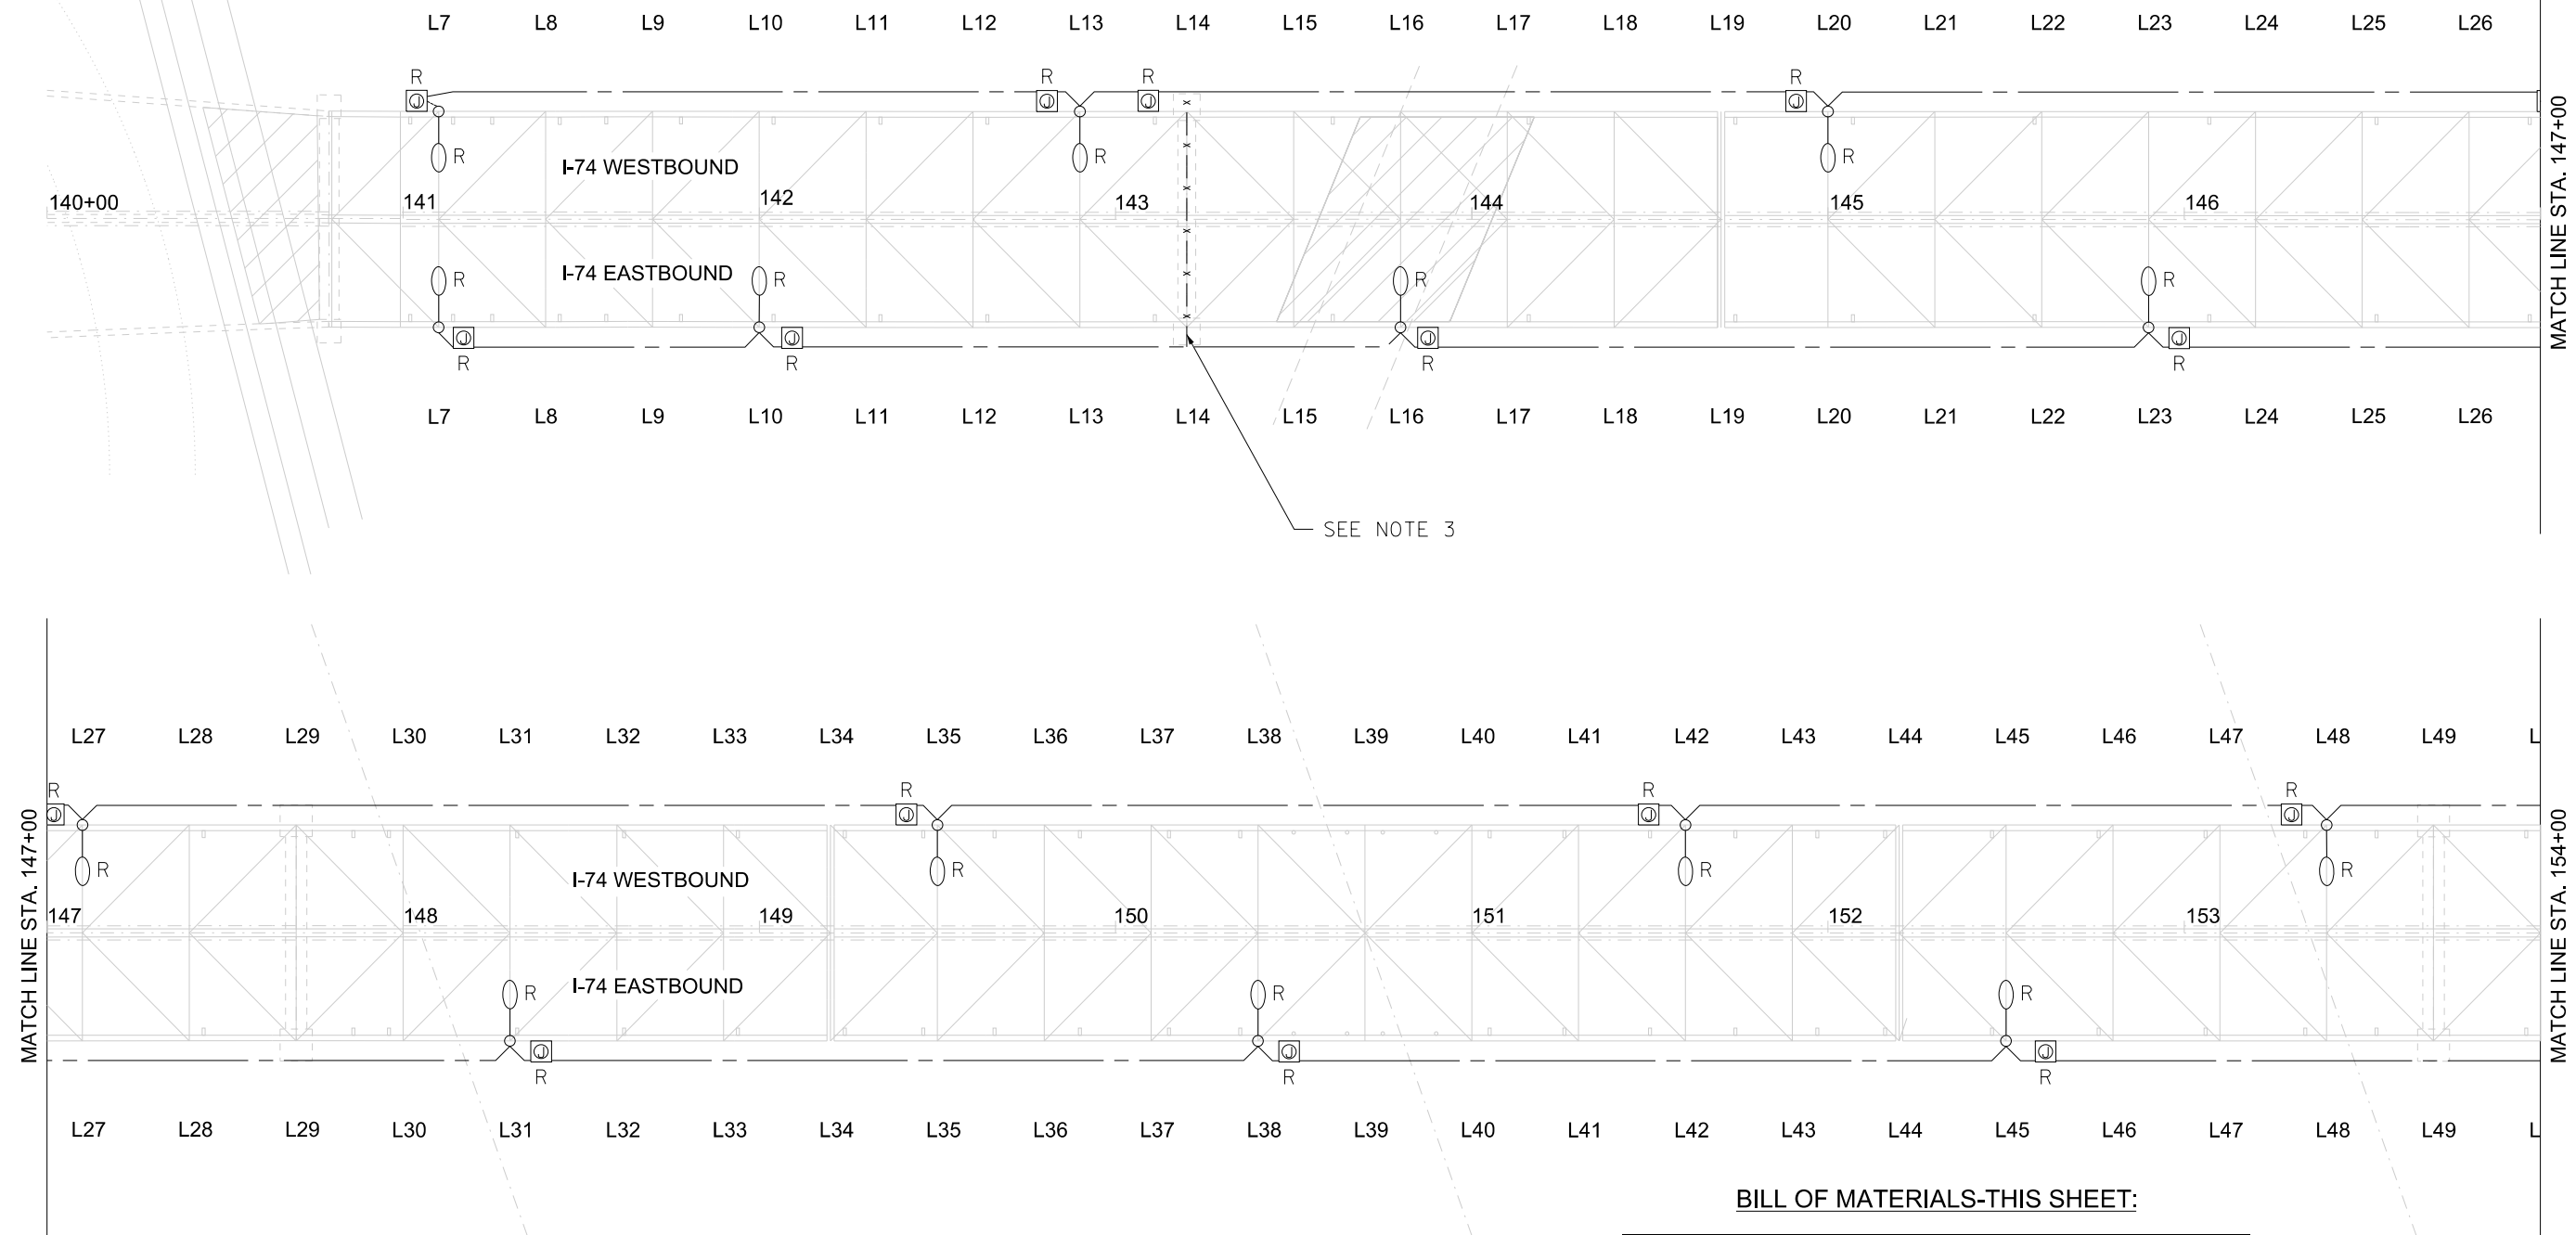 L7 L8 L9 L10 L11 L12 L13 L14 L15 L16 L17 L18 L19 L20 L21 L22 L23 L24 L25 L26
R R R R
J J J J
R R R
I-74 WESTBOUND
140+00 141 142 143 144 145 146
MATCH LINE STA. 147+00
I-74 EASTBOUND
R R R R
J J J J
R R R R
L7 L8 L9 L10 L11 L12 L13 L14 L15 L16 L17 L18 L19 L20 L21 L22 L23 L24 L25 L26
SEE NOTE 3
L27 L28 L29 L30 L31 L32 L33 L34 L35 L36 L37 L38 L39 L40 L41 L42 L43 L44 L45 L46 L47 L48 L49 L
R R R R
J J J J
R R R R
I-74 WESTBOUND
MATCH LINE STA. 147+00
147 148 149 150 151 152 153
MATCH LINE STA. 154+00
I-74 EASTBOUND
R R R
J J J
R R R
L27 L28 L29 L30 L31 L32 L33 L34 L35 L36 L37 L38 L39 L40 L41 L42 L43 L44 L45 L46 L47 L48 L49 L
BILL OF MATERIALS-THIS SHEET: